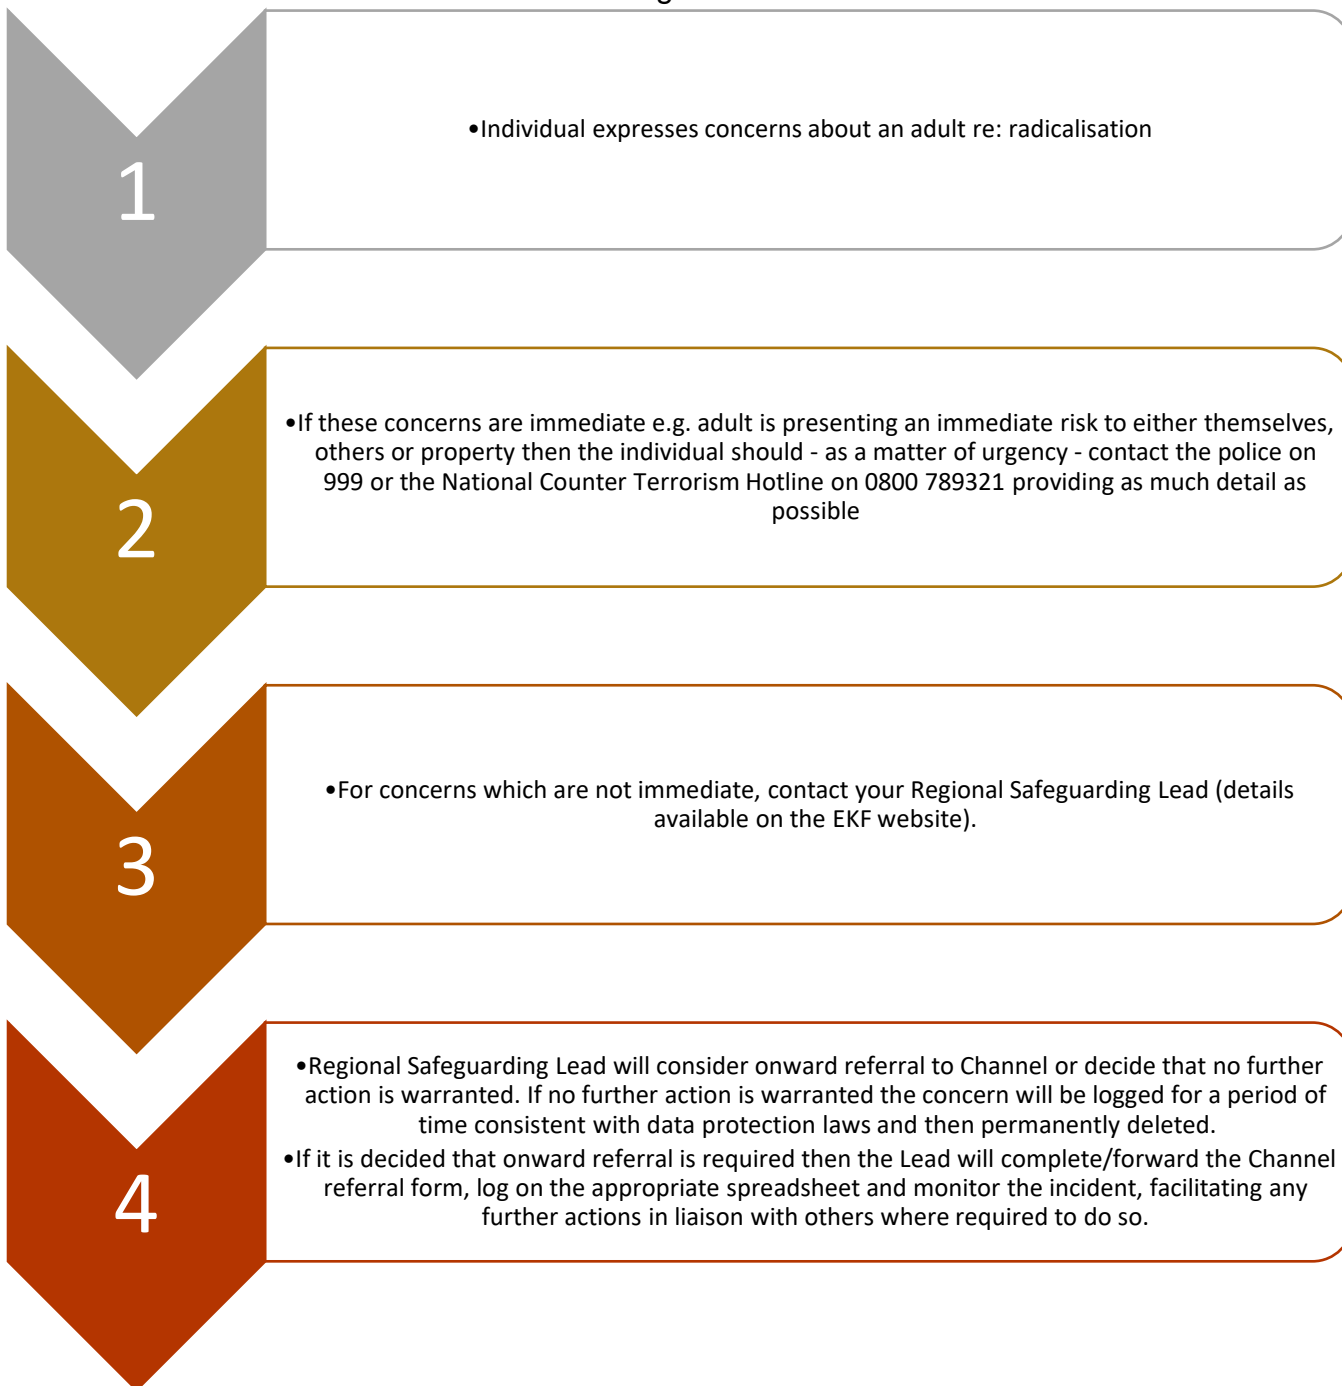 1
•Individual expresses concerns about an adult re: radicalisation
2
•If these concerns are immediate e.g. adult is presenting an immediate risk to either themselves,
others or property then the individual should - as a matter of urgency - contact the police on
999 or the National Counter Terrorism Hotline on 0800 789321 providing as much detail as
possible
3
•For concerns which are not immediate, contact your Regional Safeguarding Lead (details
available on the EKF website).
4
•Regional Safeguarding Lead will consider onward referral to Channel or decide that no further
action is warranted. If no further action is warranted the concern will be logged for a period of
time consistent with data protection laws and then permanently deleted.
•If it is decided that onward referral is required then the Lead will complete/forward the Channel
referral form, log on the appropriate spreadsheet and monitor the incident, facilitating any
further actions in liaison with others where required to do so.